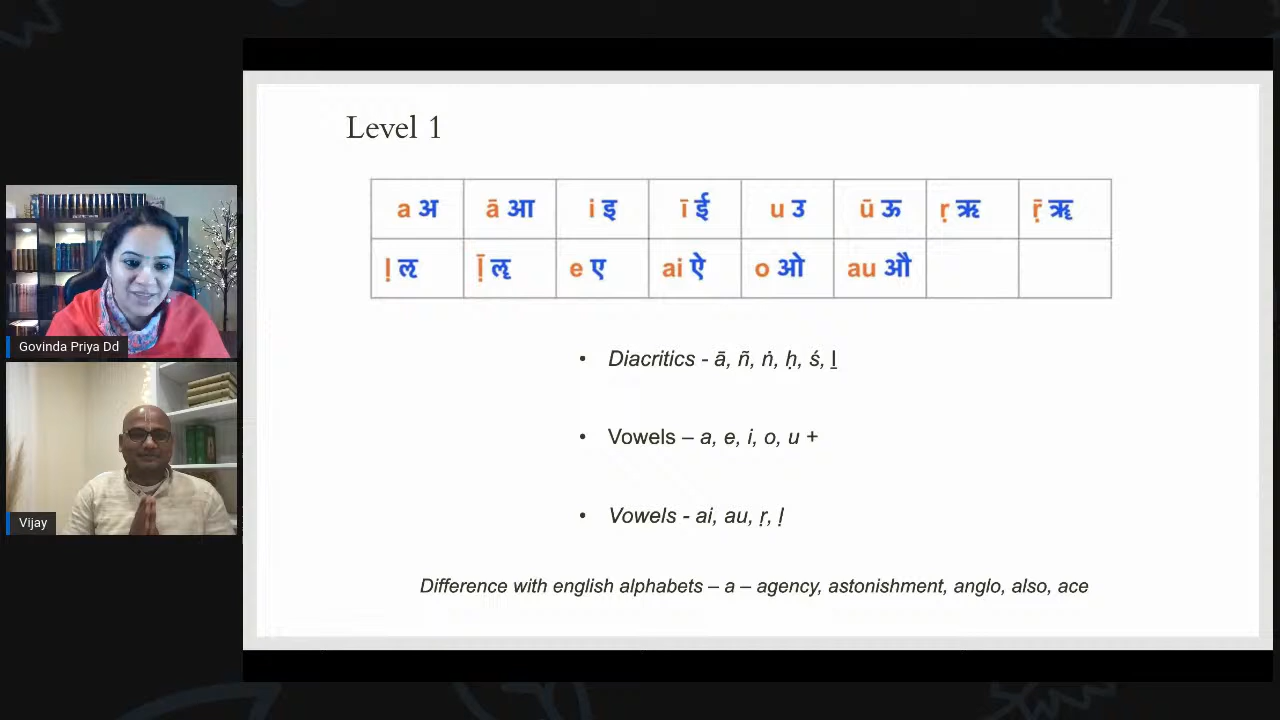 Level 1
a अ ā आ i इ ī ई u उ ū ऊ ṛ ऋ ṝ ॠ
ḷ ऌ ḹ ॡ e ए ai ऐ o ओ au औ
• Diacritics - ā, ñ, ṅ, ḥ, ś, ḻ
• Vowels – a, e, i, o, u +
• Vowels - ai, au, ṛ, ḷ
Difference with english alphabets – a – agency, astonishment, anglo, also, ace
Govinda Priya Dd
Vijay